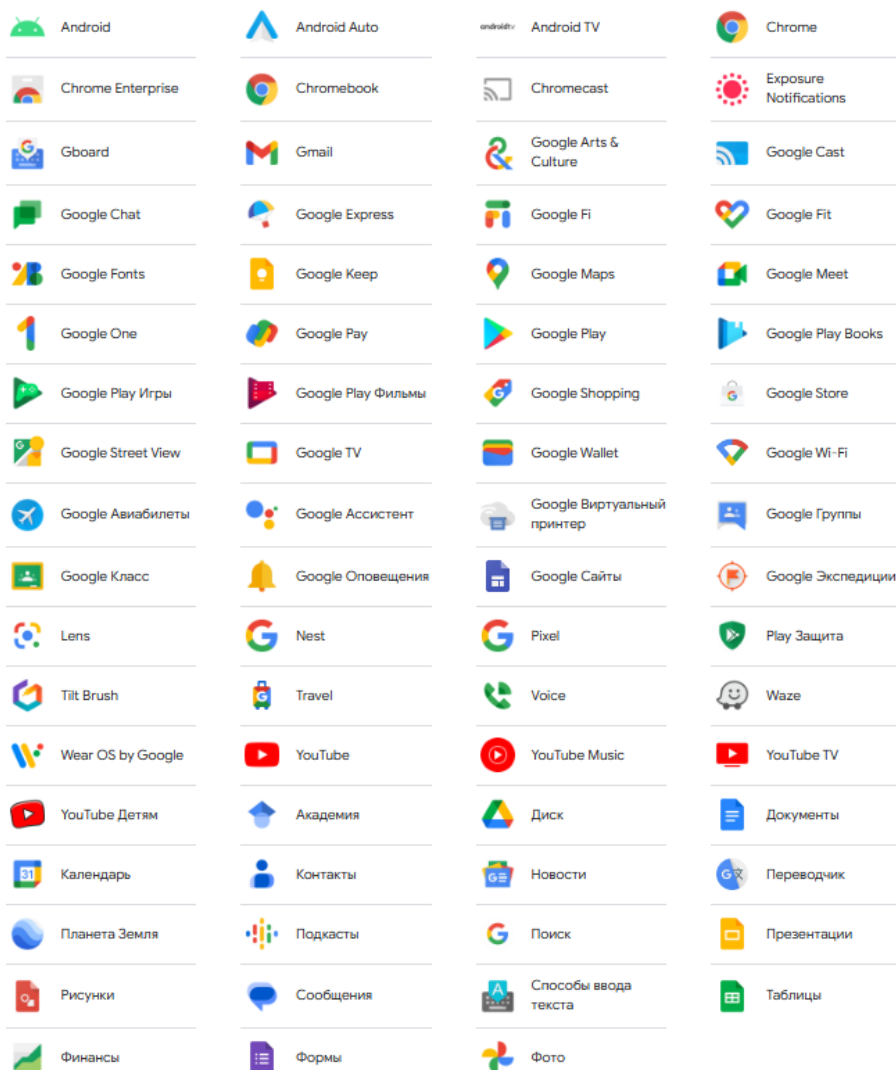 Android
androidtv
Android Auto
Android TV
Chrome
Chrome Enterprise
Chromebook
Chromecast
Exposure
Notifications
G
Gboard
Gmail
Google Arts &
Culture
Google Cast
Google Chat
Google Express
Google Fi
Google Fit
Google Fonts
Google Keep
Google Maps
Google Meet
1
Google One
Google Pay
Google Play
Google Play Books
Google Play Игры
Google Play Фильмы
G
Google Shopping
G
Google Store
G
Google Street View
Google TV
Google Wallet
Google Wi-Fi
Google Авиабилеты
Google Ассистент
Google Виртуальный
принтер
Google Группы
Google Класс
Google Оповещения
Google Сайты
Google Экспедиции
Lens
G
Nest
G
Pixel
Play Защита
Tilt Brush
G
Travel
Voice
Waze
Wear OS by Google
YouTube
YouTube Music
YouTube TV
YouTube Детям
Академия
Диск
Документы
31
Календарь
Контакты
G
Новости
G文
Переводчик
Планета Земля
Подкасты
G
Поиск
Презентации
Рисунки
Сообщения
A
Способы ввода
текста
Таблицы
Финансы
Формы
Фото